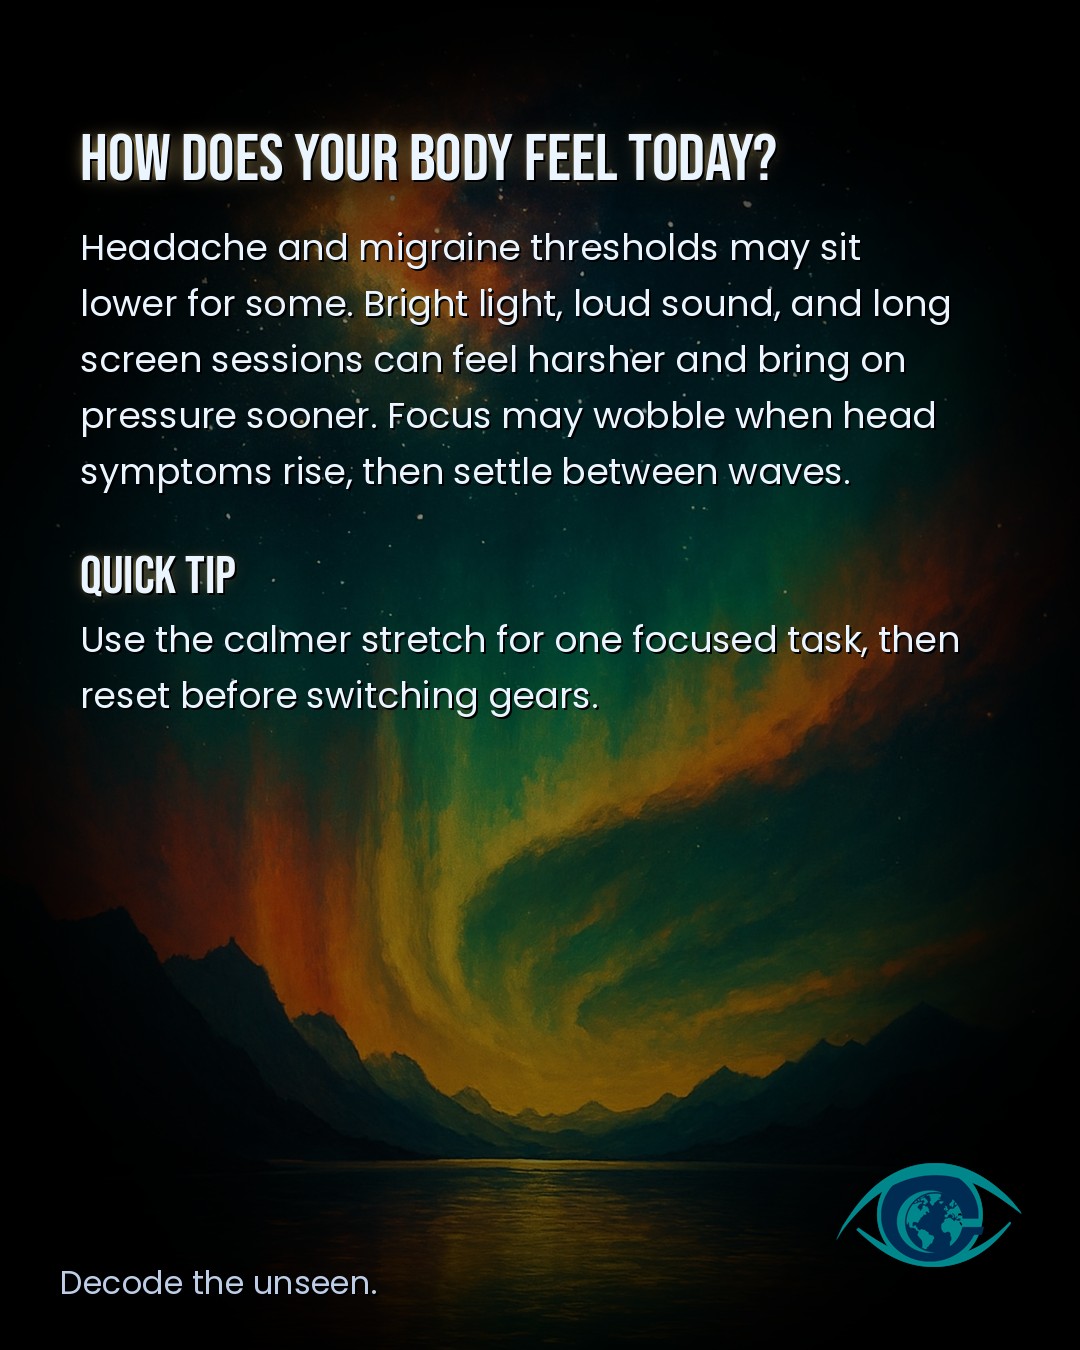 HOW DOES YOUR BODY FEEL TODAY?
Headache and migraine thresholds may sit
lower for some. Bright light, loud sound, and long
screen sessions can feel harsher and bring on
pressure sooner. Focus may wobble when head
symptoms rise, then settle between waves.
QUICK TIP
Use the calmer stretch for one focused task, then
reset before switching gears.
Decode the unseen.